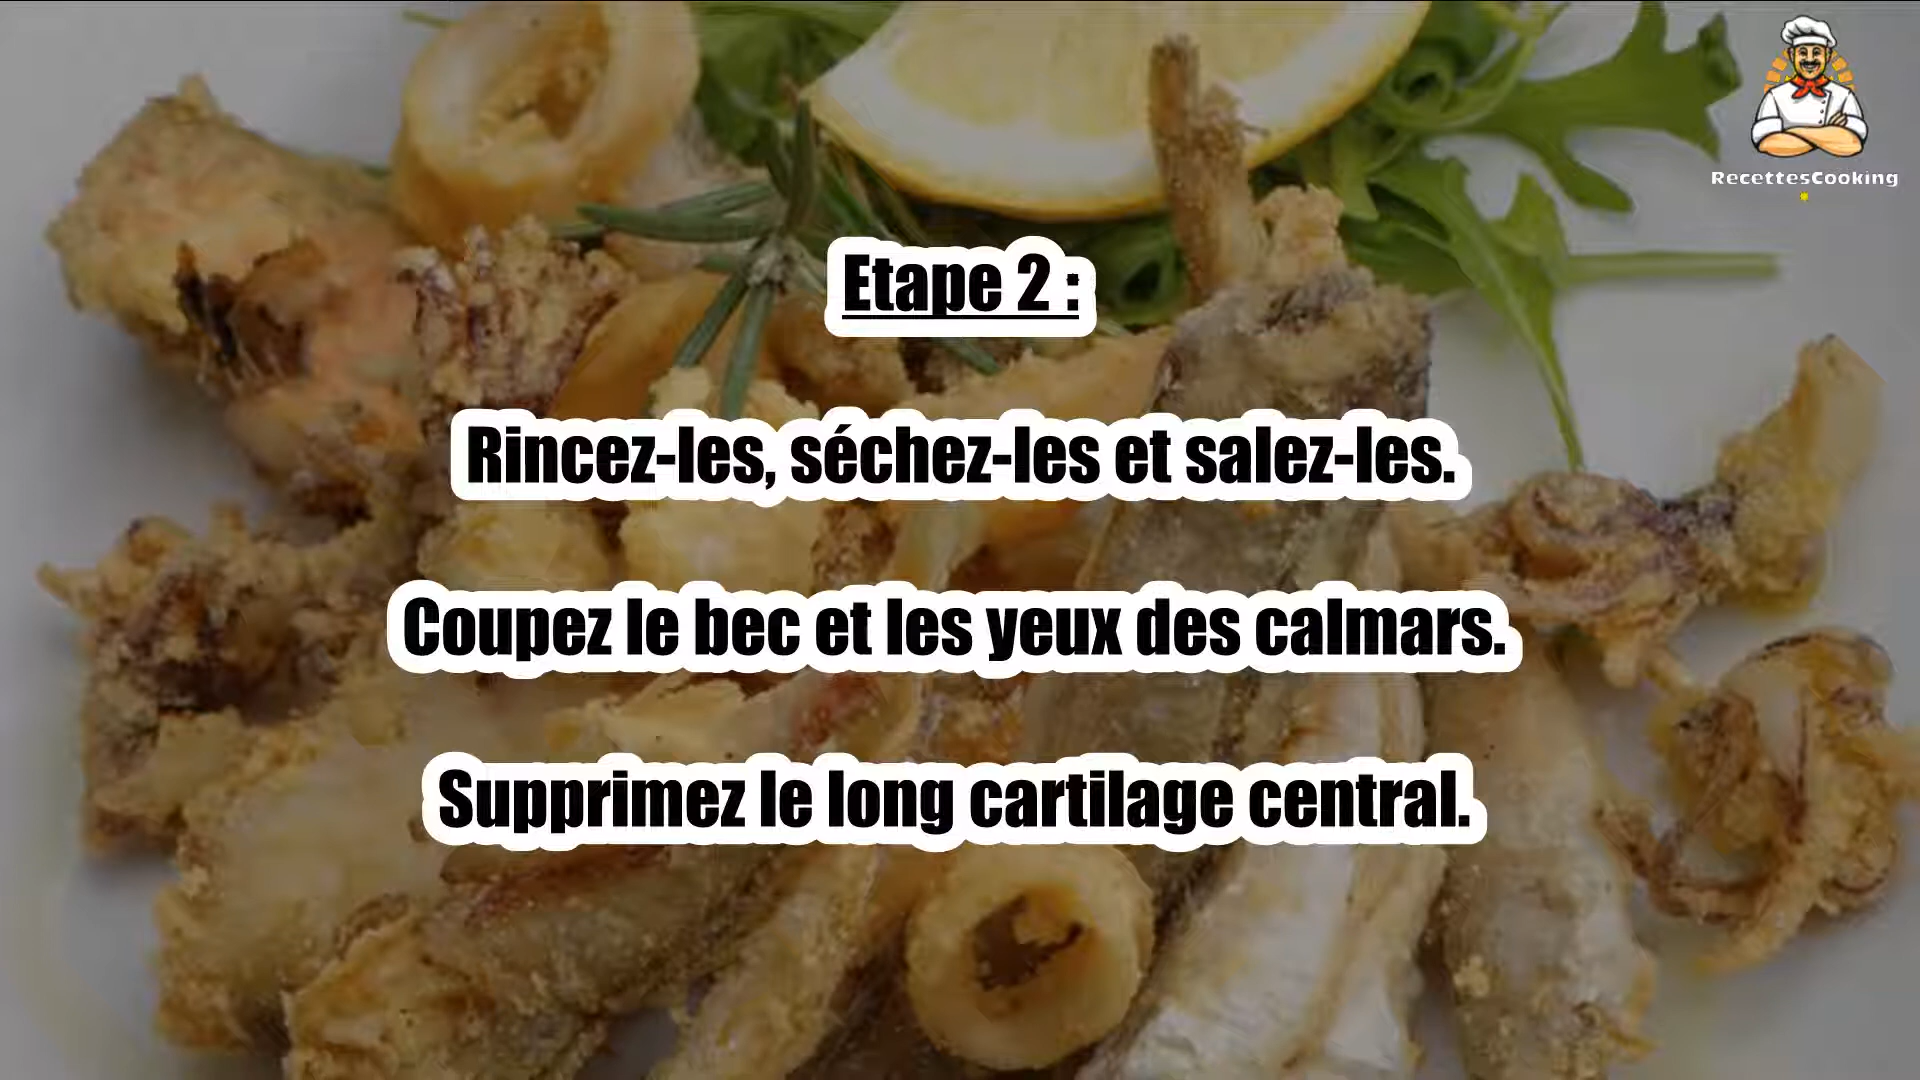 RecettesCooking
Etape 2 :
Rincez-les, séchez-les et salez-les.
Coupez le bec et les yeux des calmars.
Supprimez le long cartilage central.